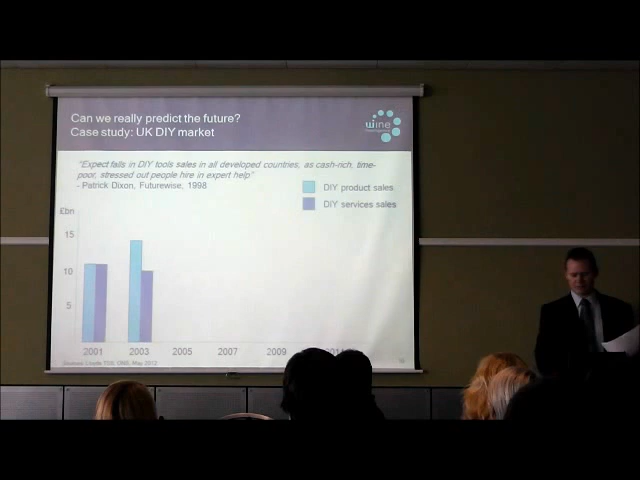 Can we really predict the future?
Case study: UK DIY market
wine
"Expect falls in DIY tools sales in all developed countries, as cash-rich, time-
poor, stressed out people hire in expert help"
- Patrick Dixon, Futurewise, 1998
DIY product sales
DIY services sales
£bn
15
10
5
2001 2003 2005 2007 2009